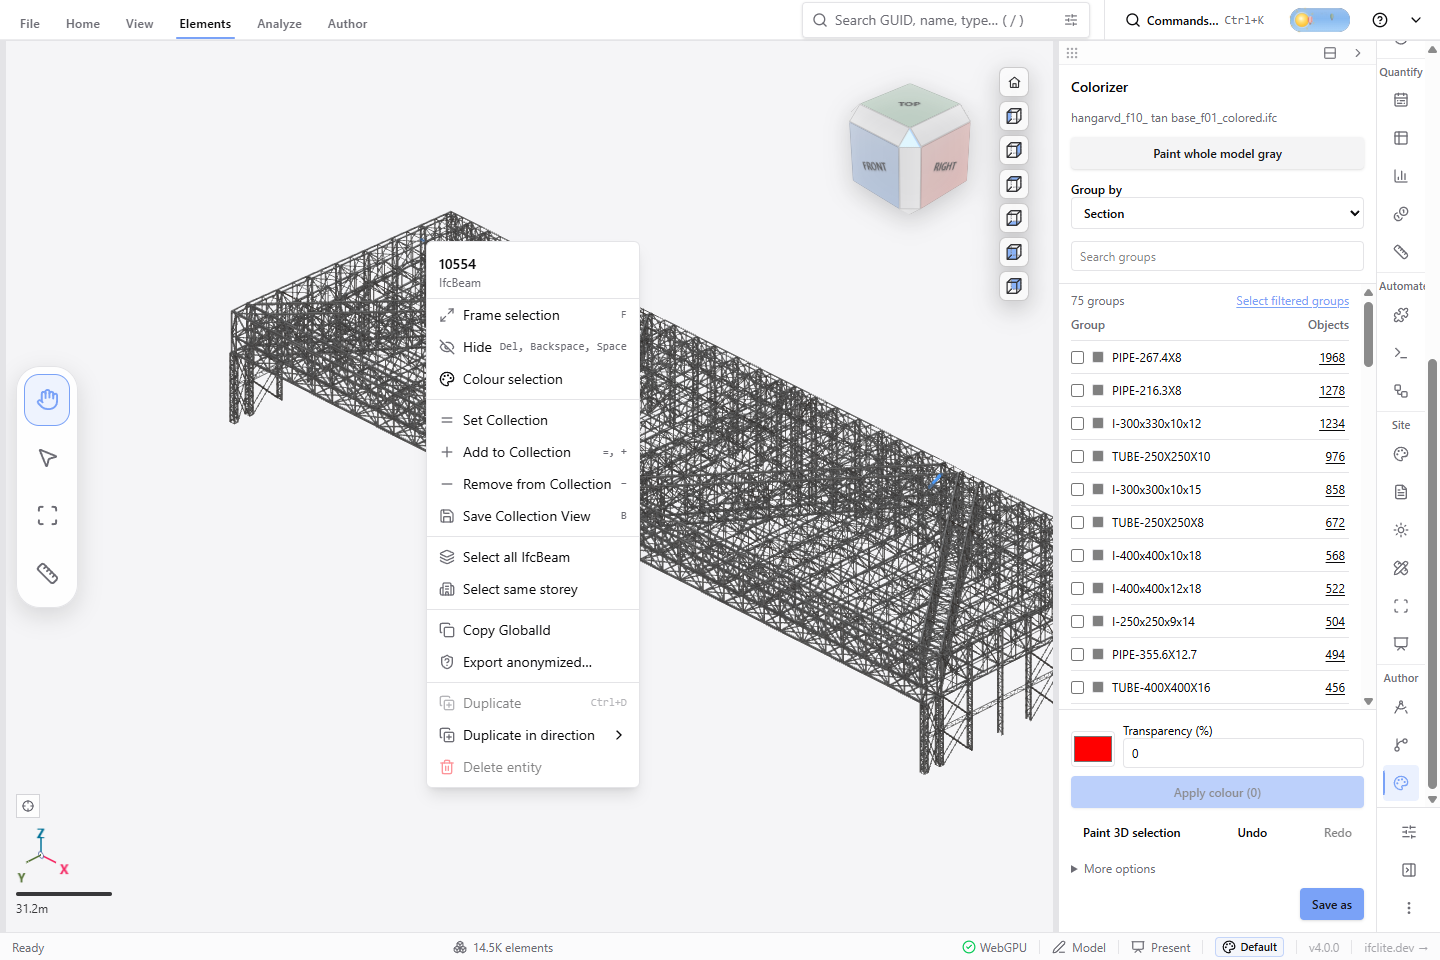 File Home View Elements Analyze Author
Search GUID, name, type... ( / )
Commands... Ctrl+K
TOP
FRONT
RIGHT
10554
IfcBeam
Frame selection F
Hide Del, Backspace, Space
Colour selection
Set Collection
Add to Collection =, +
Remove from Collection -
Save Collection View B
Select all IfcBeam
Select same storey
Copy GlobalId
Export anonymized...
Duplicate Ctrl+D
Duplicate in direction
Delete entity
Z
X
Y
31.2m
Colorizer
hangarvd_f10_ tan base_f01_colored.ifc
Paint whole model gray
Group by
Section
Search groups
75 groups Select filtered groups
Group Objects
PIPE-267.4X8 1968
PIPE-216.3X8 1278
I-300x330x10x12 1234
TUBE-250X250X10 976
I-300x300x10x15 858
TUBE-250X250X8 672
I-400x400x10x18 568
I-400x400x12x18 522
I-250x250x9x14 504
PIPE-355.6X12.7 494
TUBE-400X400X16 456
Transparency (%)
0
Apply colour (0)
Paint 3D selection Undo Redo
More options
Save as
Quantify
Automate
Site
Author
Ready
14.5K elements
WebGPU
Model
Present
Default
v4.0.0
ifclite.dev →